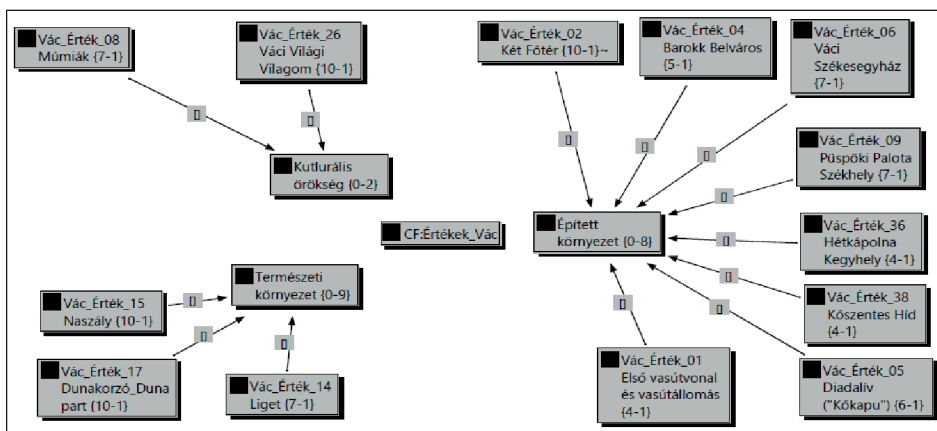 Vác_Érték_08
Múmiák {7-1}
Vác_Érték_26
Váci Világi
Vilagom {10-1}
Vác_Érték_02
Két Főtér {10-1}~
Vác_Érték_04
Barokk Belváros
{5-1}
Vác_Érték_06
Váci
Székesegyház
{7-1}
Kutlurális
örökség {0-2}
Vác_Érték_09
Püspöki Palota
Székhely {7-1}
CF:Értékek_Vác
Épített
környezet {0-8}
Vác_Érték_36
Hétkápolna
Kegyhely {4-1}
Természeti
környezet {0-9}
Vác_Érték_15
Naszály {10-1}
Vác_Érték_38
Kőszentes Híd
{4-1}
Vác_Érték_17
Dunakorzó_Duna
part {10-1}
Vác_Érték_14
Liget {7-1}
Vác_Érték_01
Első vasútvonal
és vasútállomás
{4-1}
Vác_Érték_05
Diadalív
("Kőkapu") {6-1}